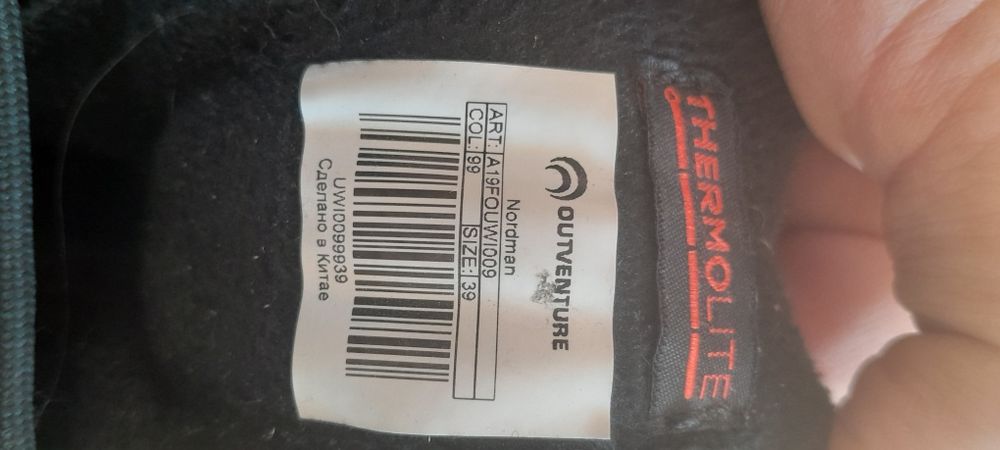 THERMOLITE
OUTVENTURE
Nordman
ART: A19FOUWI009
COL: 99 SIZE: 39
UWI0099939
Сделано в Китае